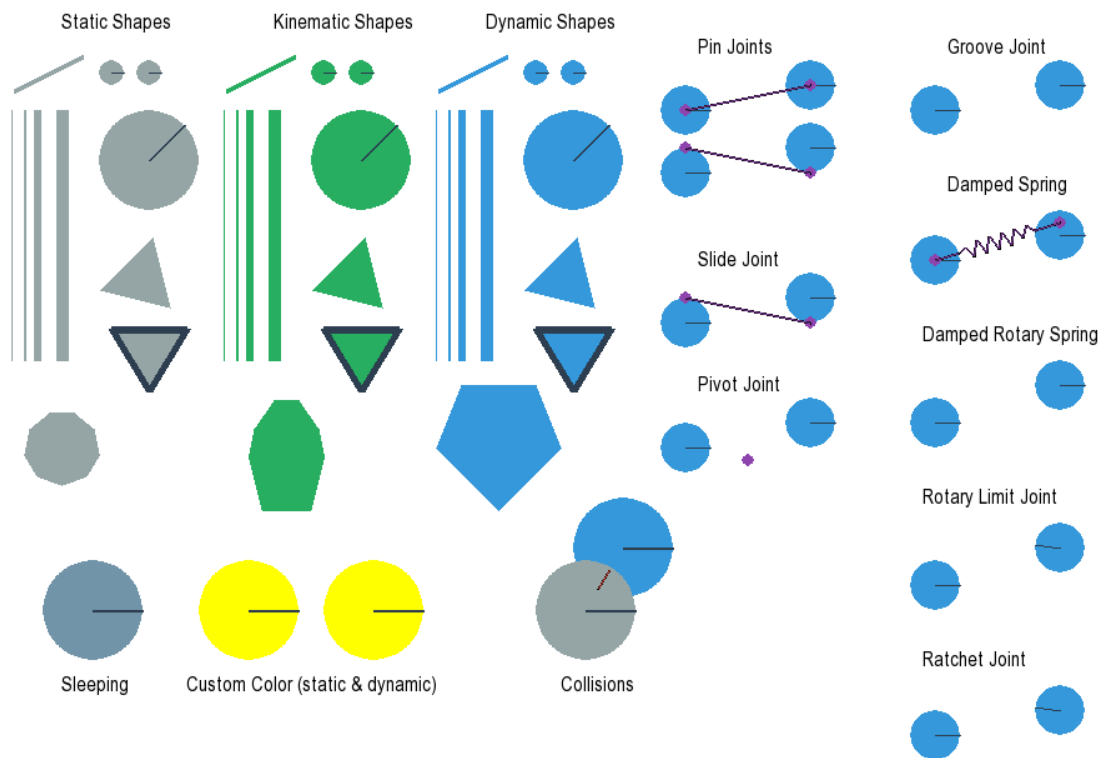 Static Shapes
Kinematic Shapes
Dynamic Shapes
Pin Joints
Groove Joint
Damped Spring
Slide Joint
Damped Rotary Spring
Pivot Joint
Rotary Limit Joint
Ratchet Joint
Sleeping
Custom Color (static & dynamic)
Collisions